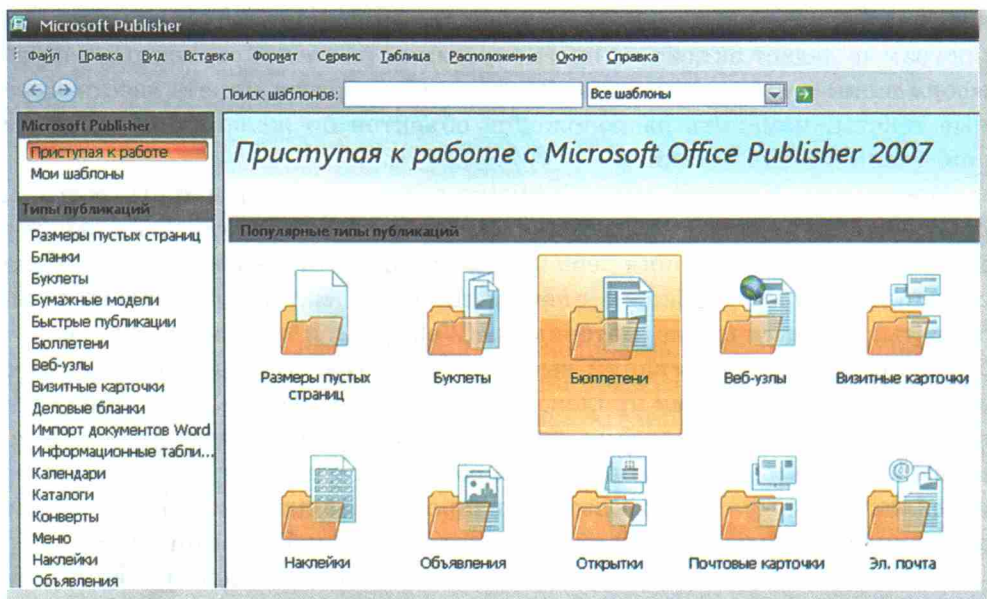 Microsoft Publisher
Файл Правка Вид Вставка Формат Сервис Таблица Расположение Окно Справка
Поиск шаблонов: Все шаблоны
Microsoft Publisher
Приступая к работе
Мои шаблоны
Типы публикаций
Размеры пустых страниц
Бланки
Буклеты
Бумажные модели
Быстрые публикации
Бюллетени
Веб-узлы
Визитные карточки
Деловые бланки
Импорт документов Word
Информационные табли...
Календари
Каталоги
Конверты
Меню
Наклейки
Объявления
Приступая к работе с Microsoft Office Publisher 2007
Популярные типы публикаций
Размеры пустых
страниц
Буклеты
Бюллетени
Веб-узлы
Визитные карточки
Наклейки
Объявления
Открытки
Почтовые карточки
Эл. почта